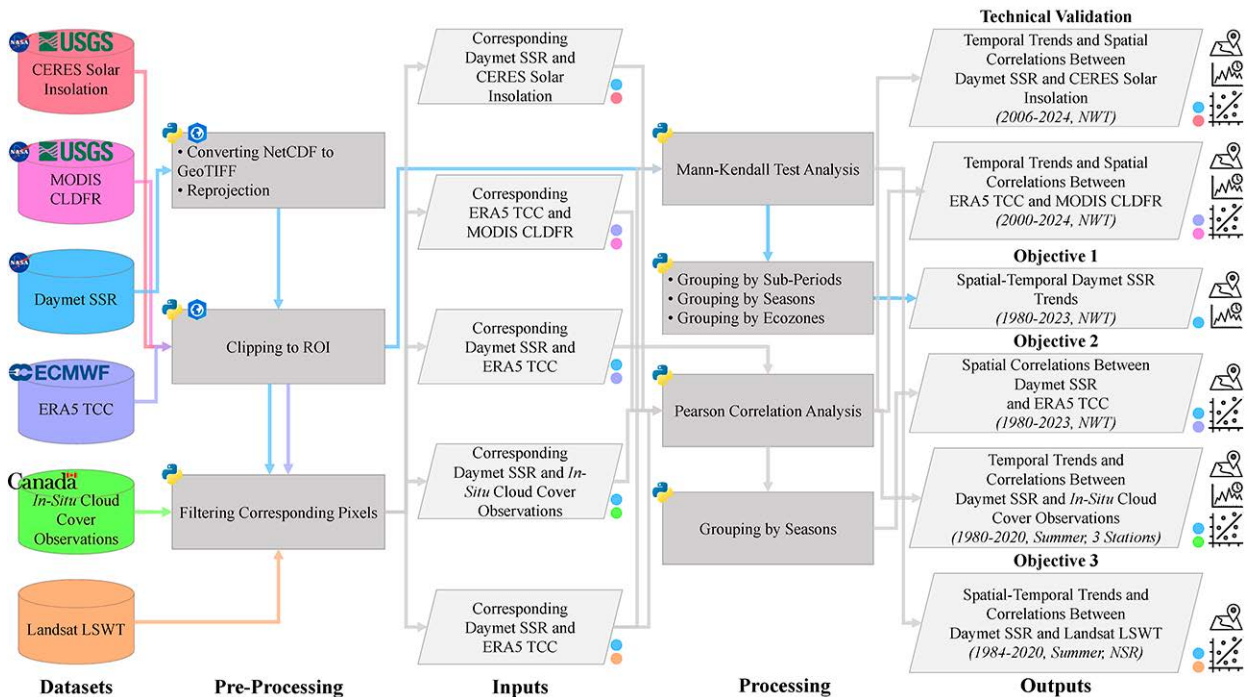 USGS
CERES Solar
Insolation
USGS
MODIS
CLDFR
Daymet SSR
ECMWF
ERA5 TCC
Canada
In-Situ Cloud
Cover
Observations
Landsat LSWT
Datasets
• Converting NetCDF to
GeoTIFF
• Reprojection
Clipping to ROI
Filtering Corresponding Pixels
Pre-Processing
Corresponding
Daymet SSR and
CERES Solar
Insolation
Corresponding
ERA5 TCC and
MODIS CLDFR
Corresponding
Daymet SSR and
ERA5 TCC
Corresponding
Daymet SSR and In-
Situ Cloud Cover
Observations
Corresponding
Daymet SSR and
ERA5 TCC
Inputs
Mann-Kendall Test Analysis
• Grouping by Sub-Periods
• Grouping by Seasons
• Grouping by Ecozones
Pearson Correlation Analysis
Grouping by Seasons
Processing
Technical Validation
Temporal Trends and Spatial
Correlations Between
Daymet SSR and CERES Solar
Insolation
(2006-2024, NWT)
Temporal Trends and Spatial
Correlations Between
ERA5 TCC and MODIS CLDFR
(2000-2024, NWT)
Objective 1
Spatial-Temporal Daymet SSR
Trends
(1980-2023, NWT)
Objective 2
Spatial Correlations Between
Daymet SSR
and ERA5 TCC
(1980-2023, NWT)
Temporal Trends and
Correlations Between
Daymet SSR and In-Situ Cloud
Cover Observations
(1980-2020, Summer, 3 Stations)
Objective 3
Spatial-Temporal Trends and
Correlations Between
Daymet SSR and Landsat LSWT
(1984-2020, Summer, NSR)
Outputs